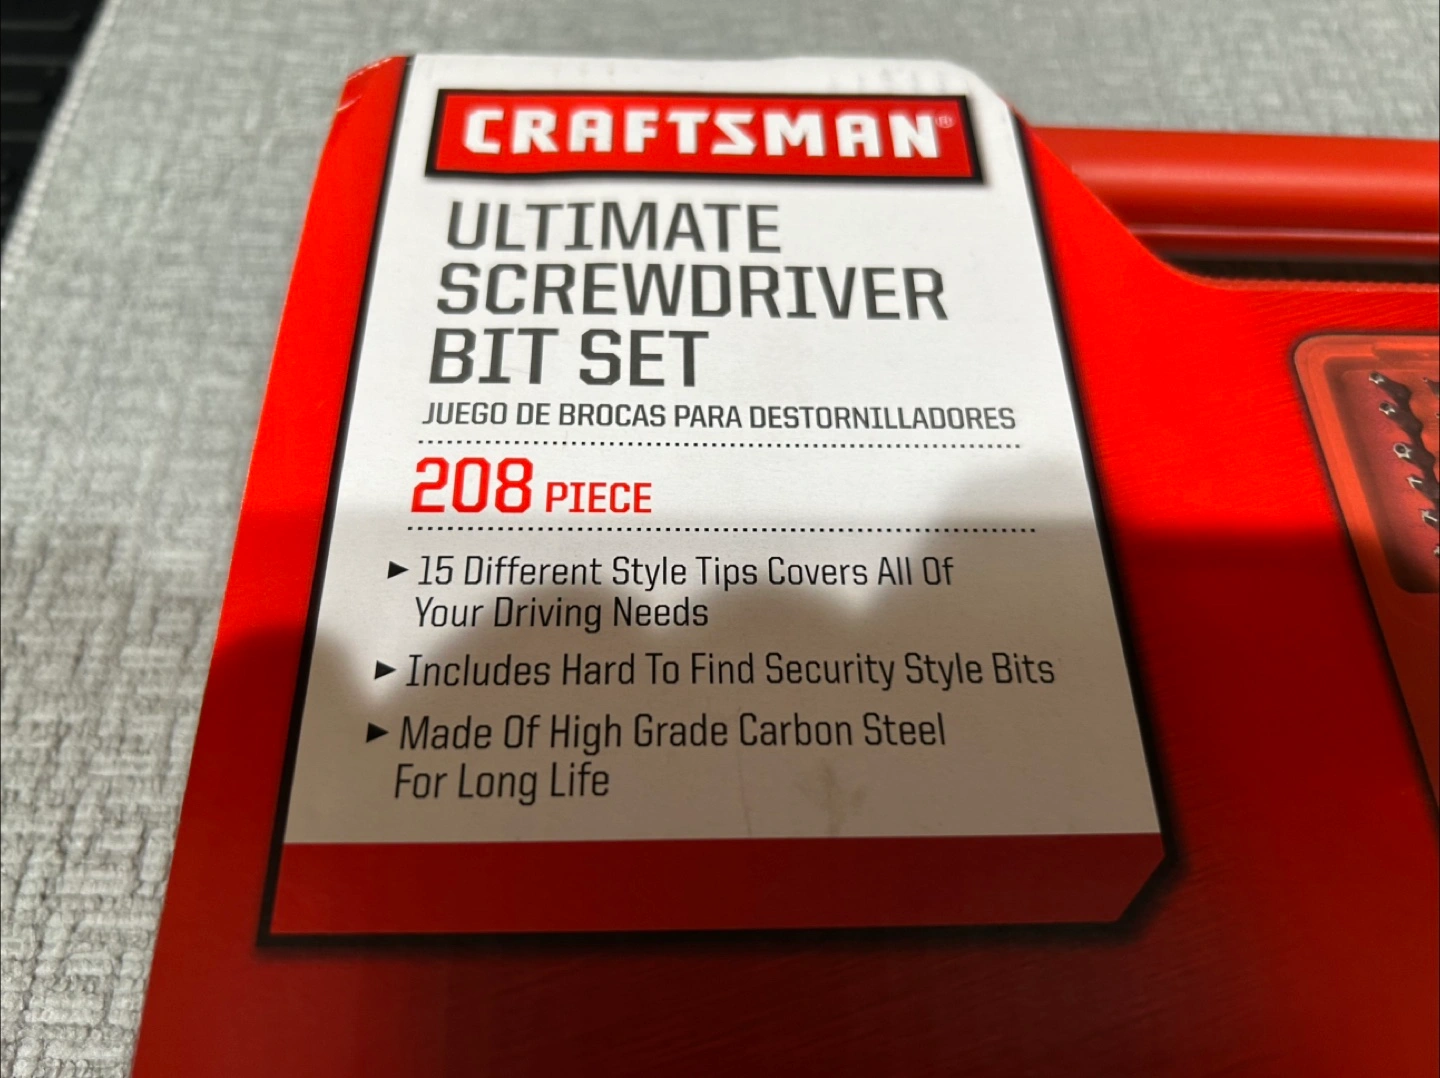 CRAFTSMAN®
ULTIMATE
SCREWDRIVER
BIT SET
JUEGO DE BROCAS PARA DESTORNILLADORES
208 PIECE
▶ 15 Different Style Tips Covers All Of
Your Driving Needs
▶ Includes Hard To Find Security Style Bits
▶ Made Of High Grade Carbon Steel
For Long Life